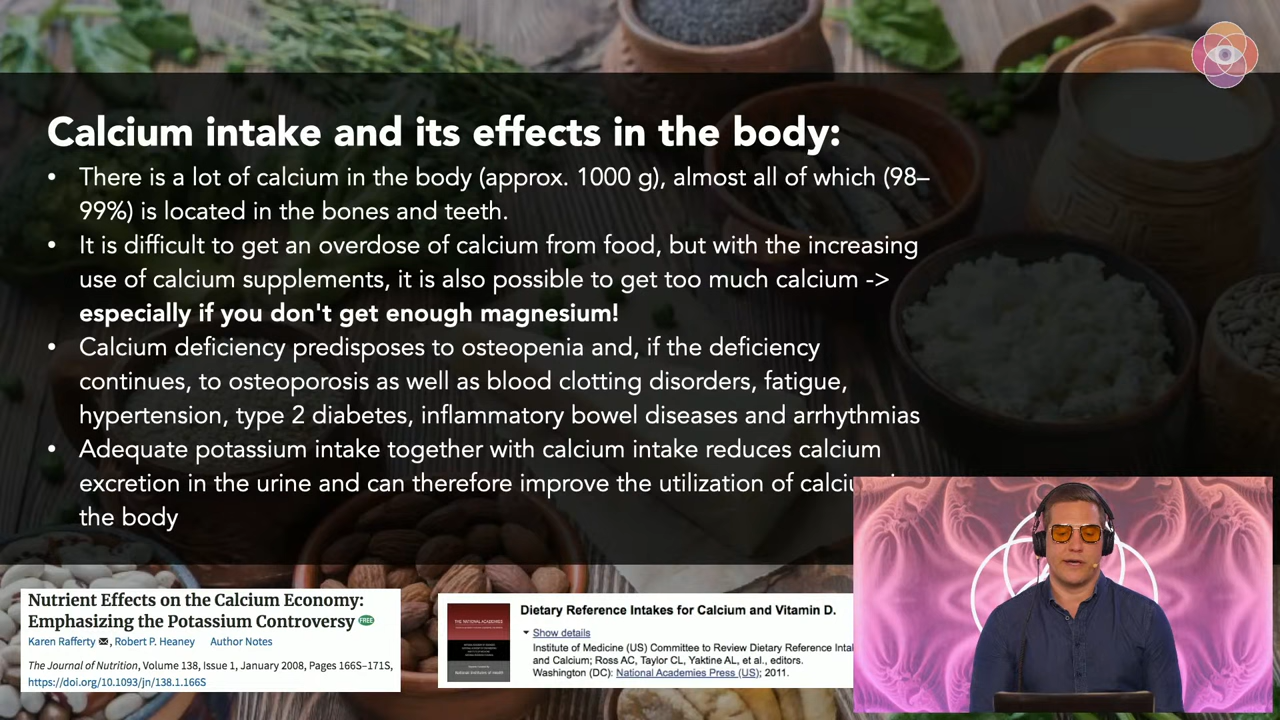 Calcium intake and its effects in the body:
• There is a lot of calcium in the body (approx. 1000 g), almost all of which (98–
99%) is located in the bones and teeth.
• It is difficult to get an overdose of calcium from food, but with the increasing
use of calcium supplements, it is also possible to get too much calcium ->
especially if you don't get enough magnesium!
• Calcium deficiency predisposes to osteopenia and, if the deficiency
continues, to osteoporosis as well as blood clotting disorders, fatigue,
hypertension, type 2 diabetes, inflammatory bowel diseases and arrhythmias
• Adequate potassium intake together with calcium intake reduces calcium
excretion in the urine and can therefore improve the utilization of
the body
Nutrient Effects on the Calcium Economy:
Emphasizing the Potassium Controversy FREE
Karen Rafferty, Robert P. Heaney Author Notes
The Journal of Nutrition, Volume 138, Issue 1, January 2008, Pages 166S–171S,
https://doi.org/10.1093/jn/138.1.166S
THE NATIONAL ACADEMIES
Dietary Reference Intakes for Calcium and Vitamin D.
Show details
Institute of Medicine (US) Committee to Review Dietary Reference
and Calcium; Ross AC, Taylor CL, Yaktine AL, et al., editors.
Washington (DC): National Academies Press (US); 2011.